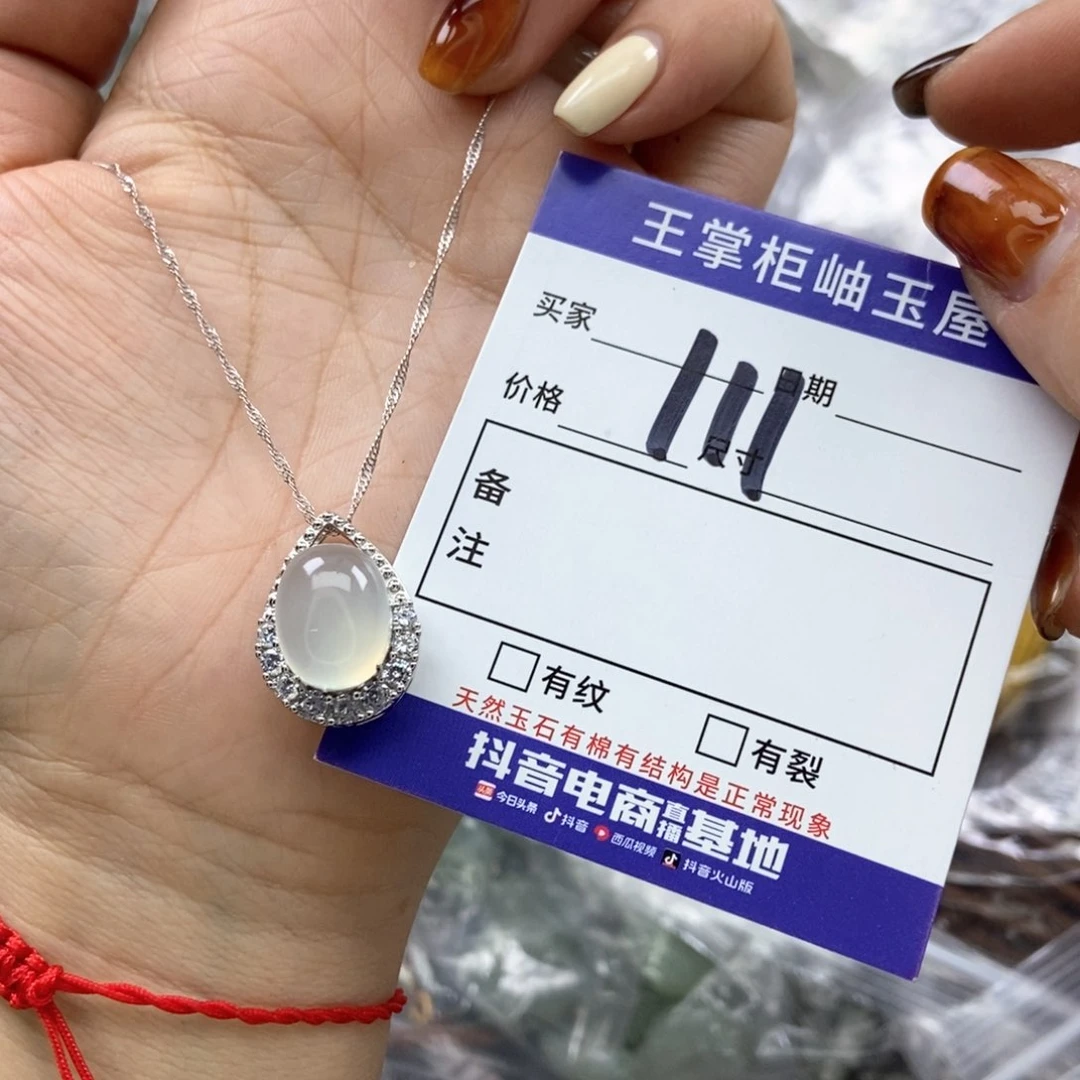 王掌柜岫玉屋
买家 日期
111
价格 尺寸
备注
有纹 有裂
天然玉石有棉有结构是正常现象
抖音电商直播基地
头条 今日头条 抖音 西瓜视频 抖音火山版